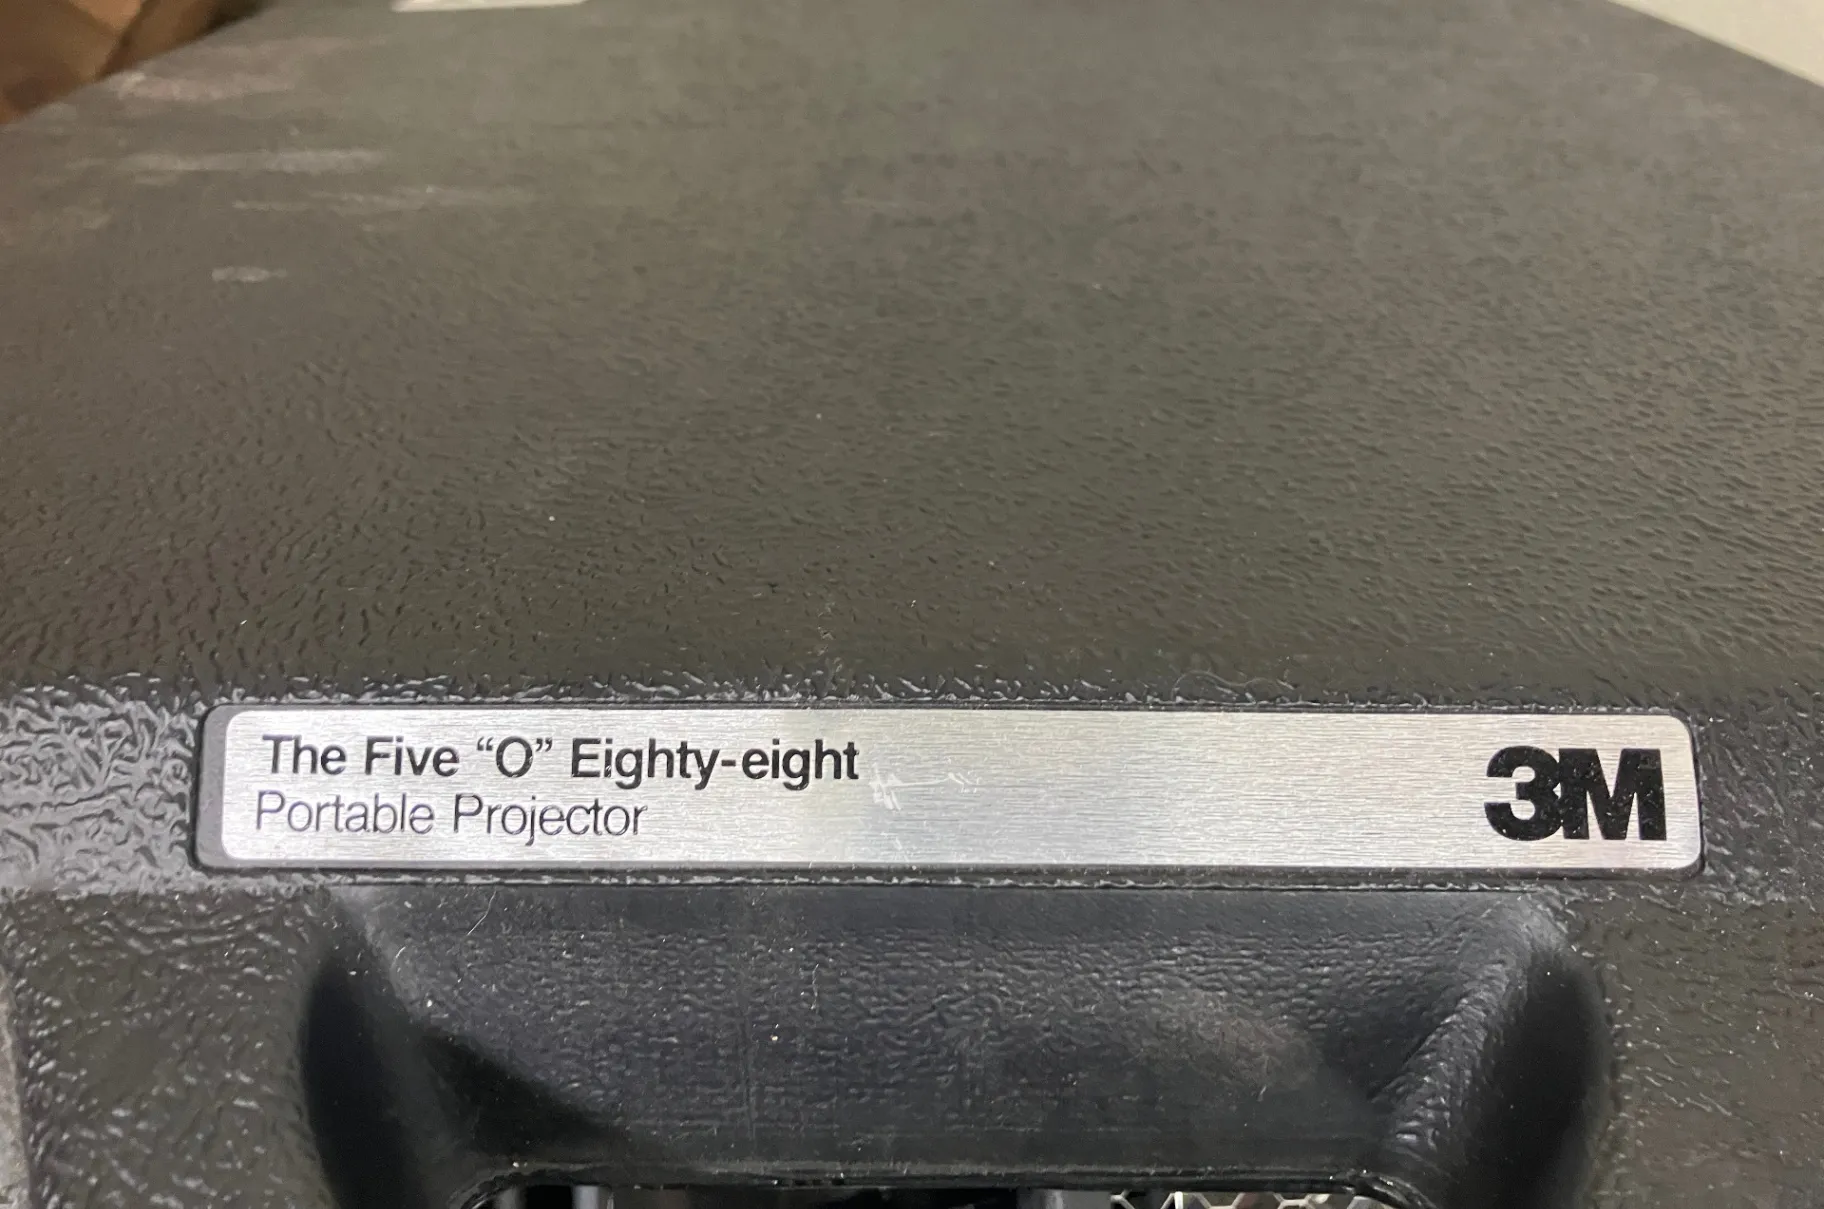 The Five “O” Eighty-eight
Portable Projector
3M